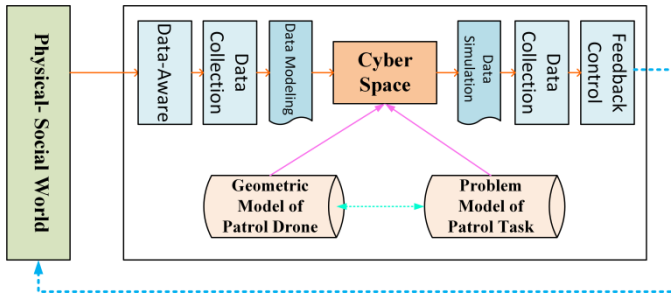 Physical- Social World
Data-Aware
Data
Collection
Data Modeling
Cyber
Space
Data
Simulation
Data
Collection
Feedback
Control
Geometric
Model of
Patrol Drone
Problem
Model of
Patrol Task